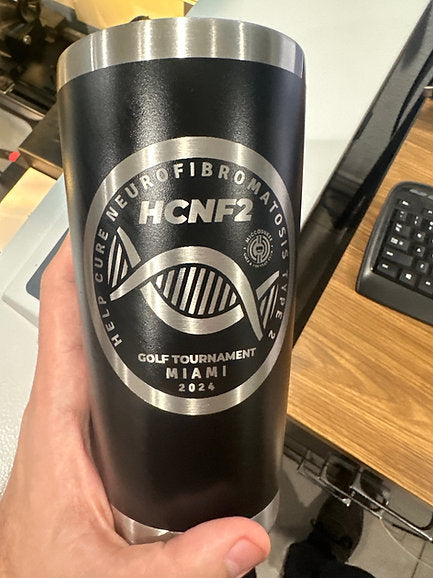 HELP CURE NEUROFIBROMATOSIS TYPE 2
HCNF2
GOLF TOURNAMENT
MIAMI
2024